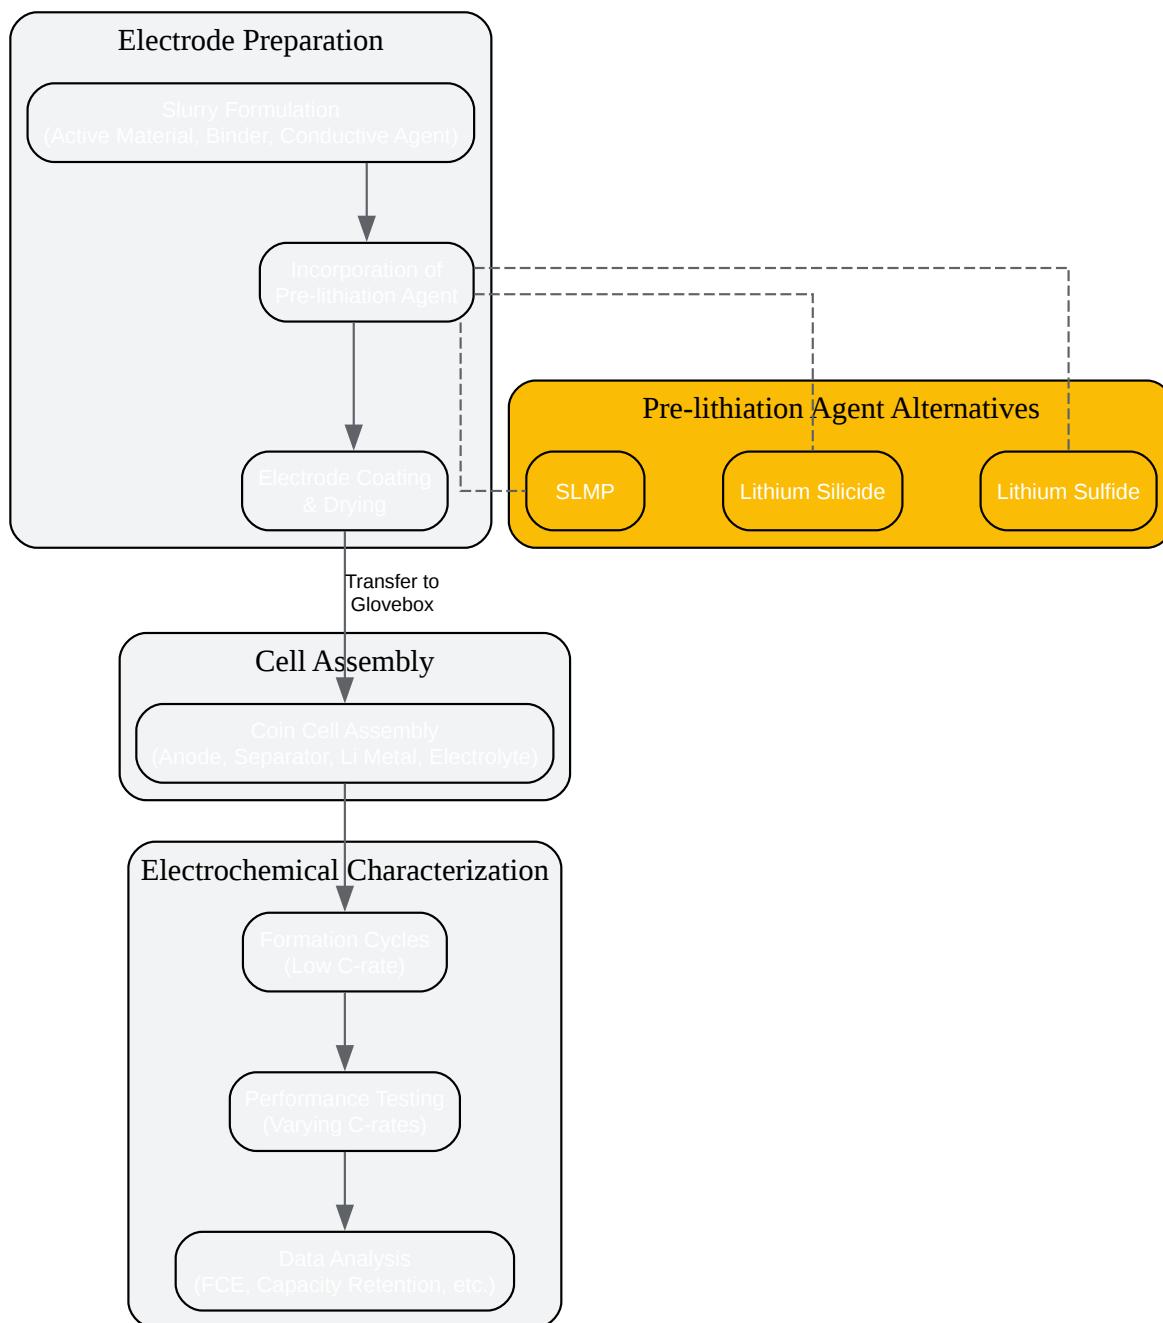 Electrode Preparation
Slurry Formulation
(Active Material, Binder, Conductive Agent)
Incorporation of
Pre-lithiation Agent
Electrode Coating
& Drying
Pre-lithiation Agent Alternatives
SLMP
Lithium Silicide
Lithium Sulfide
Transfer to
Glovebox
Cell Assembly
Coin Cell Assembly
(Anode, Separator, Li Metal, Electrolyte)
Electrochemical Characterization
Formation Cycles
(Low C-rate)
Performance Testing
(Varying C-rates)
Data Analysis
(FCE, Capacity Retention, etc.)